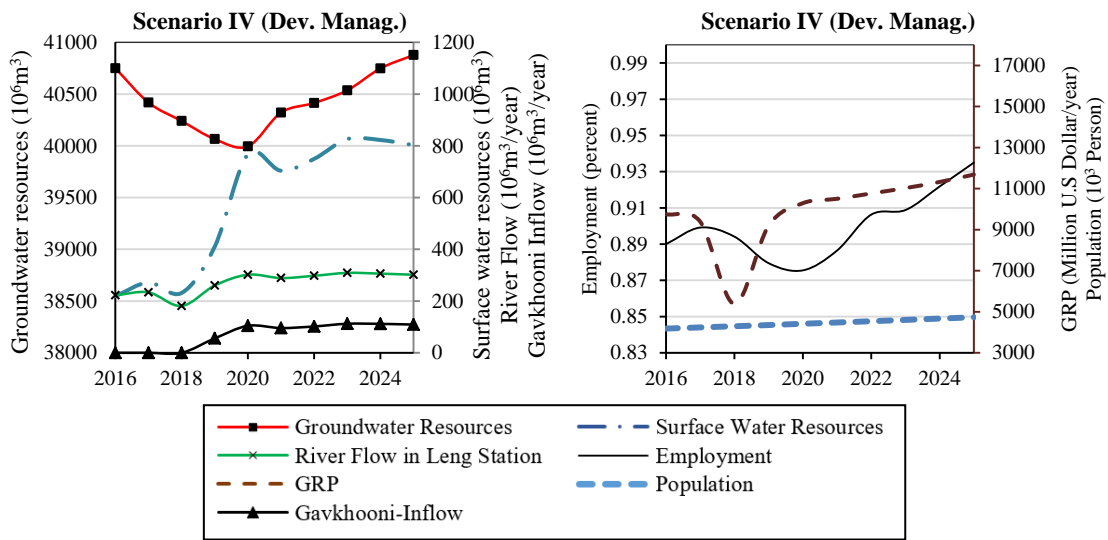 Scenario IV (Dev. Manag.)
41000
40500
40000
39500
39000
38500
38000
Groundwater resources (10⁶m³)
1200
1000
800
600
400
200
0
Surface water resources (10⁶m³)
River Flow (10⁶m³/year)
Gavkhooni Inflow (10⁶m³/year)
2016 2018 2020 2022 2024
Scenario IV (Dev. Manag.)
0.99
0.97
0.95
0.93
0.91
0.89
0.87
0.85
0.83
Employment (percent)
17000
15000
13000
11000
9000
7000
5000
3000
GRP (Million U.S Dollar/year)
Population (10³ Person)
2016 2018 2020 2022 2024
Groundwater Resources
Surface Water Resources
River Flow in Leng Station
Employment
GRP
Population
Gavkhooni-Inflow